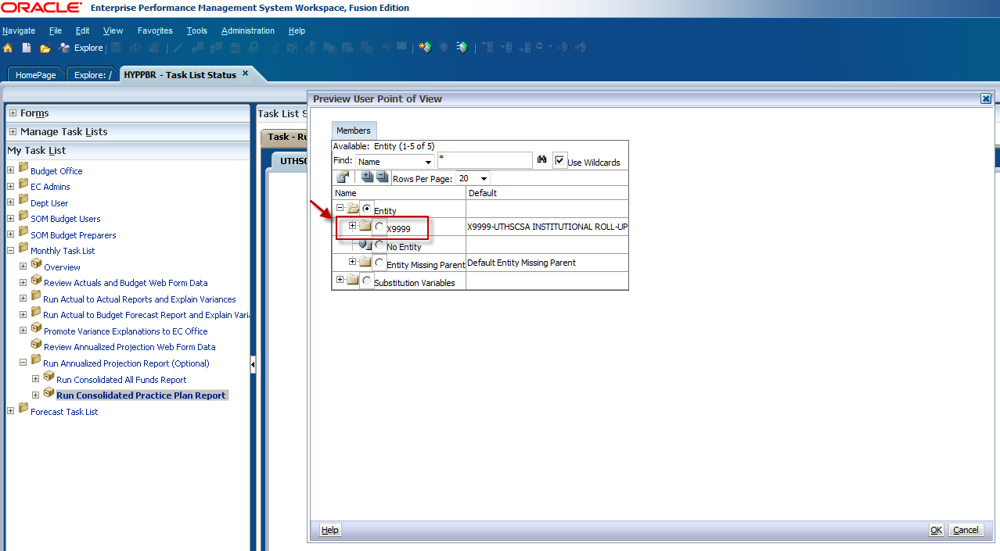 ORACLE Enterprise Performance Management System Workspace, Fusion Edition
Navigate File Edit View Favorites Tools Administration Help
Explore
HomePage Explore: / HYPPBR - Task List Status
Forms
Manage Task Lists
My Task List
Budget Office
EC Admins
Dept User
SOM Budget Users
SOM Budget Preparers
Monthly Task List
Overview
Review Actuals and Budget Web Form Data
Run Actual to Actual Reports and Explain Variances
Run Actual to Budget Forecast Report and Explain Vari
Promote Variance Explanations to EC Office
Review Annualized Projection Web Form Data
Run Annualized Projection Report (Optional)
Run Consolidated All Funds Report
Run Consolidated Practice Plan Report
Forecast Task List
Task List S
Task - Ru
UTHSC
Preview User Point of View
Members
Available: Entity (1-5 of 5)
Find: Name * Use Wildcards
Rows Per Page: 20
Name Default
Entity
X9999 X9999-UTHSCSA INSTITUTIONAL ROLL-UP
No Entity
Entity Missing Parent Default Entity Missing Parent
Substitution Variables
Help OK Cancel